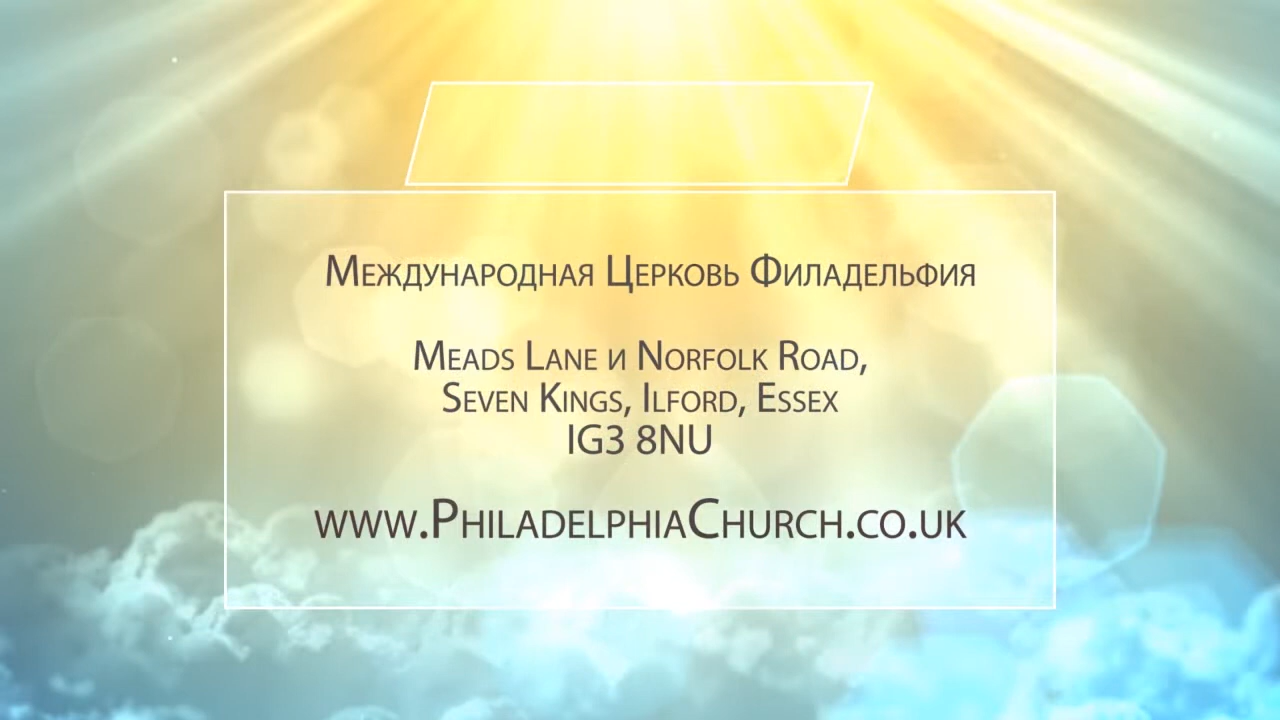 Международная Церковь Филадельфия
Meads Lane и Norfolk Road,
Seven Kings, Ilford, Essex
IG3 8NU
www.PhiladelphiaChurch.co.uk